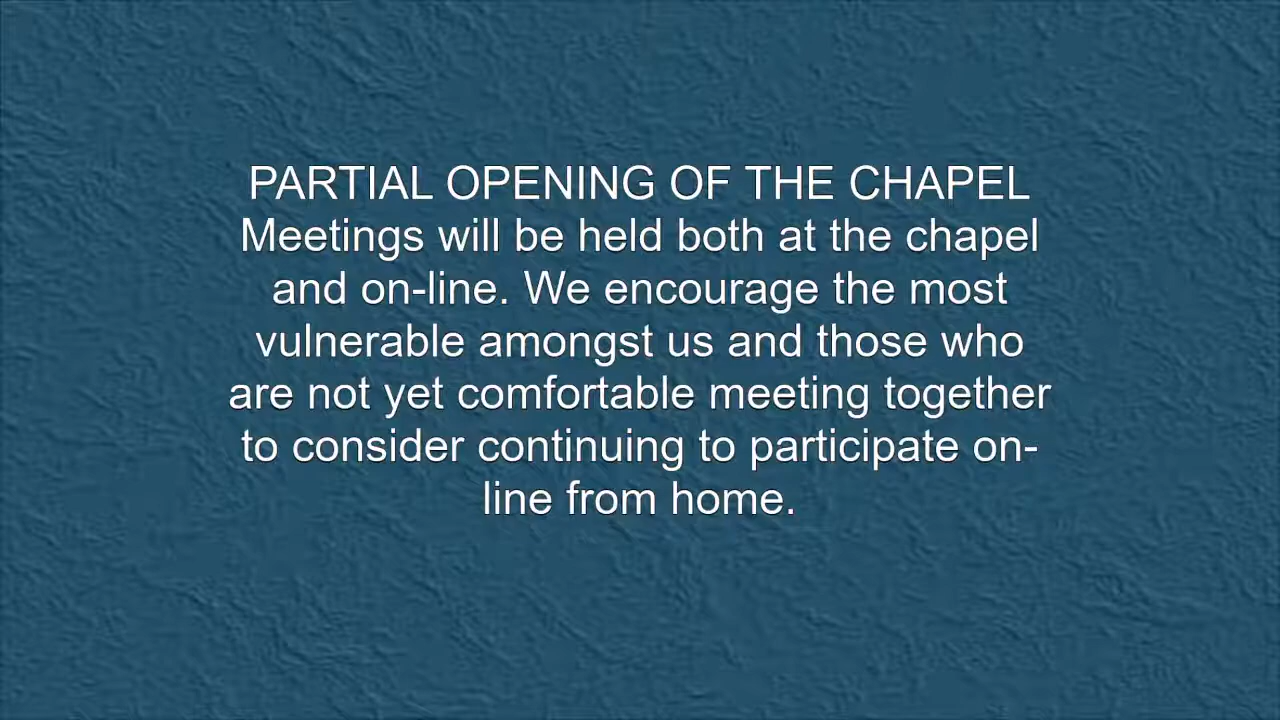 PARTIAL OPENING OF THE CHAPEL
Meetings will be held both at the chapel
and on-line. We encourage the most
vulnerable amongst us and those who
are not yet comfortable meeting together
to consider continuing to participate on-
line from home.